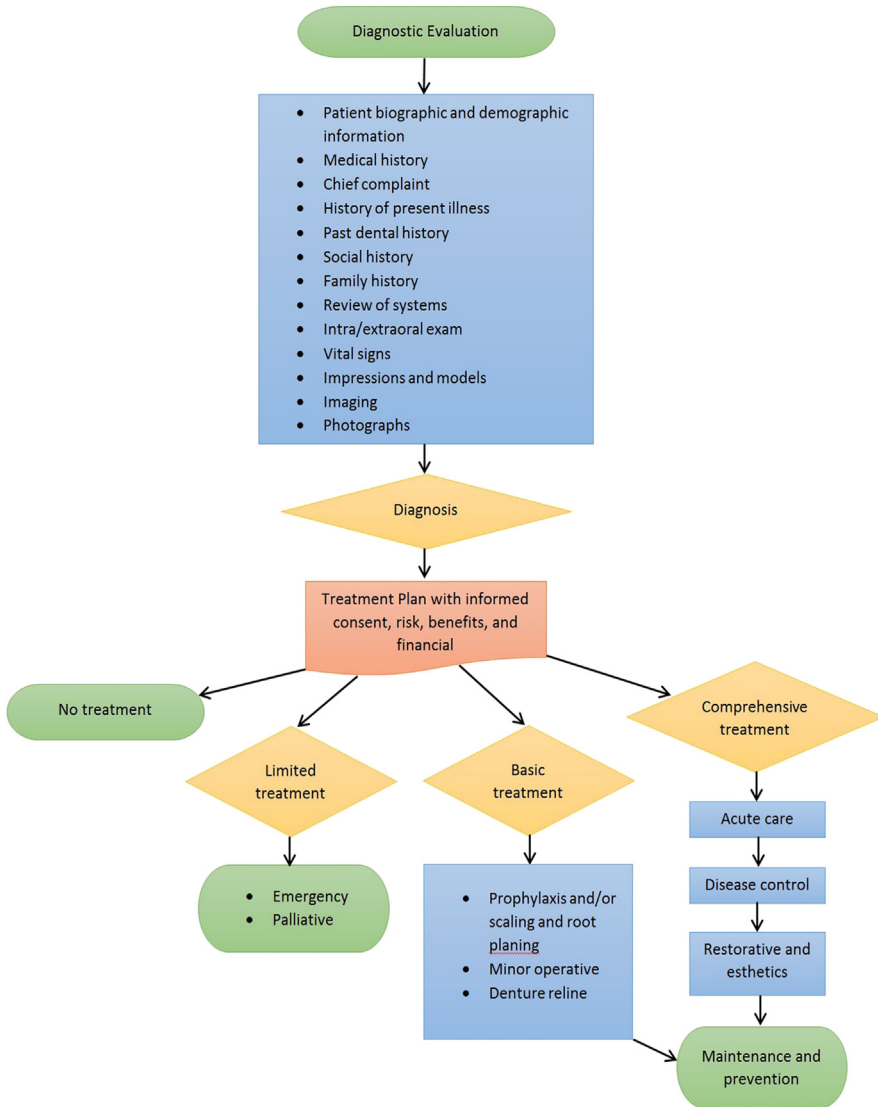 Diagnostic Evaluation
• Patient biographic and demographic
information
• Medical history
• Chief complaint
• History of present illness
• Past dental history
• Social history
• Family history
• Review of systems
• Intra/extraoral exam
• Vital signs
• Impressions and models
• Imaging
• Photographs
Diagnosis
Treatment Plan with informed
consent, risk, benefits, and
financial
No treatment
Limited
treatment
• Emergency
• Palliative
Basic
treatment
• Prophylaxis and/or
scaling and root
planing
• Minor operative
• Denture reline
Comprehensive
treatment
Acute care
Disease control
Restorative and
esthetics
Maintenance and
prevention